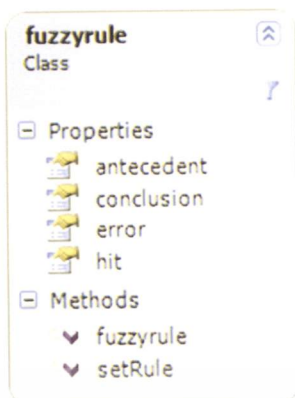 fuzzyrule
Class
Properties
antecedent
conclusion
error
hit
Methods
fuzzyrule
setRule